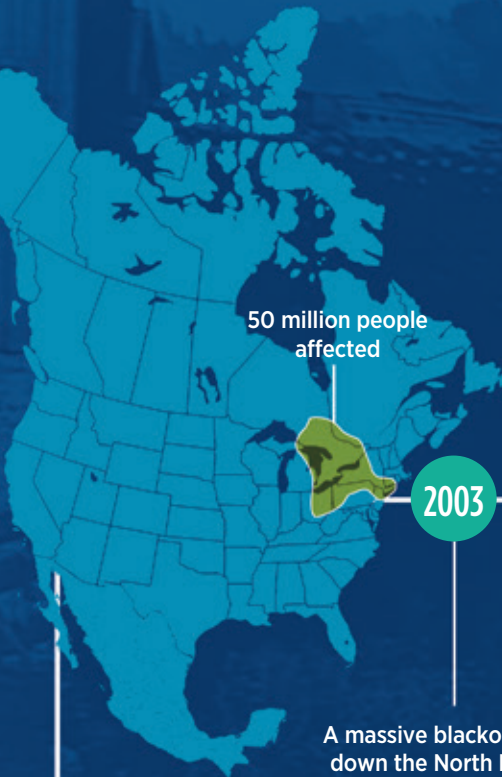 50 million people
affected
2003
A massive blacko
down the North